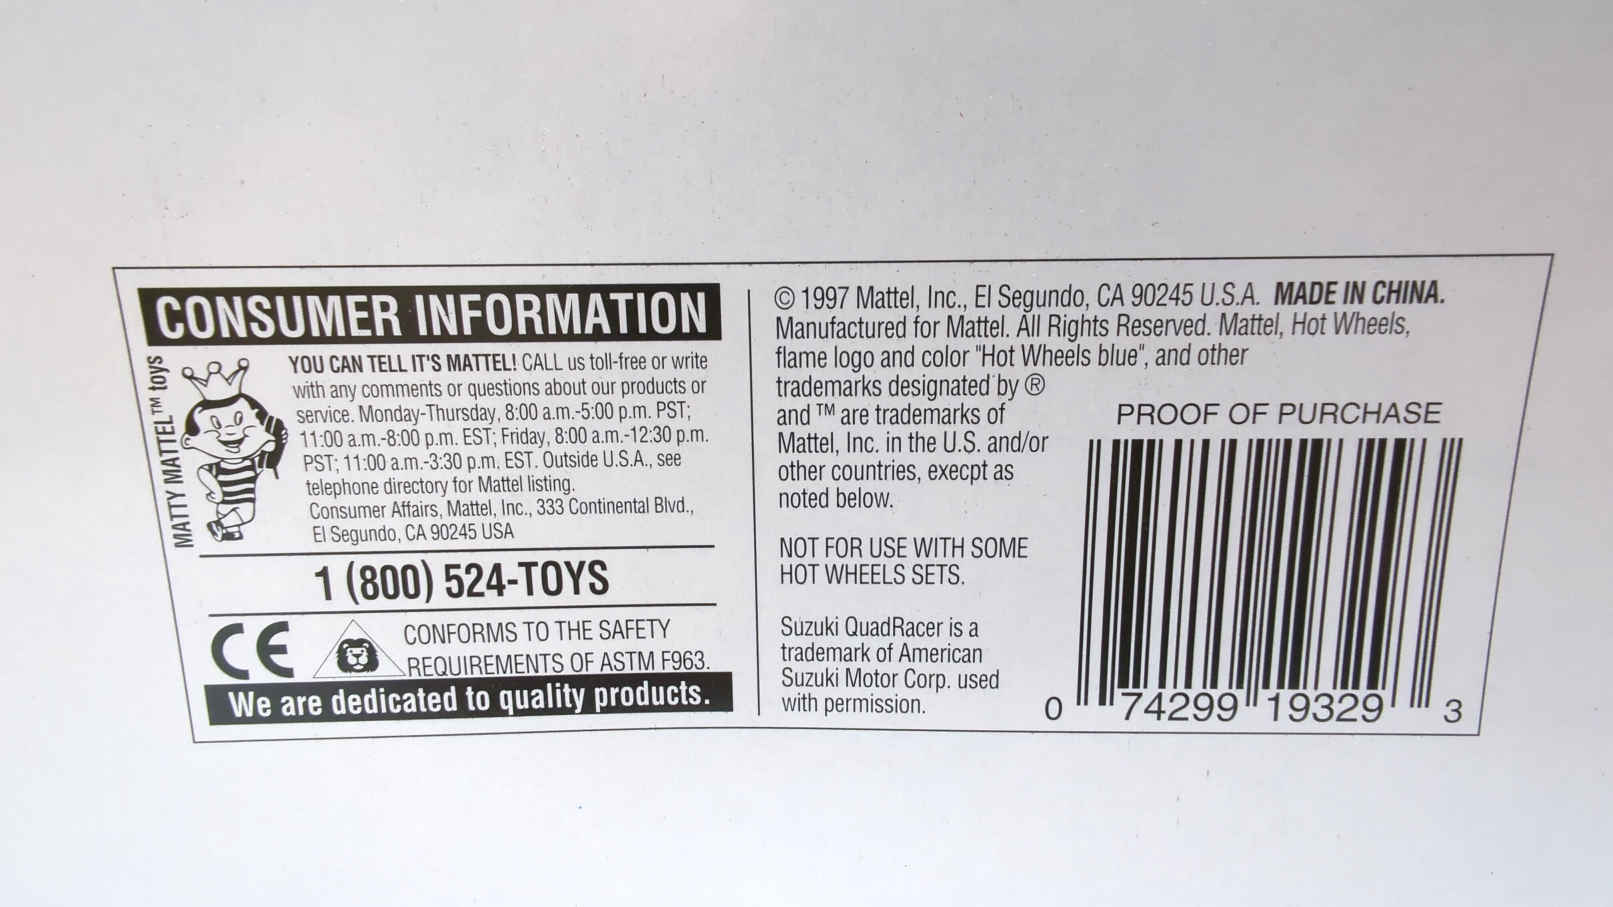 CONSUMER INFORMATION
MATTY MATTEL™ toys
YOU CAN TELL IT'S MATTEL! CALL us toll-free or write
with any comments or questions about our products or
service. Monday-Thursday, 8:00 a.m.-5:00 p.m. PST;
11:00 a.m.-8:00 p.m. EST; Friday, 8:00 a.m.-12:30 p.m.
PST; 11:00 a.m.-3:30 p.m. EST. Outside U.S.A., see
telephone directory for Mattel listing.
Consumer Affairs, Mattel, Inc., 333 Continental Blvd.,
El Segundo, CA 90245 USA
1 (800) 524-TOYS
CE
CONFORMS TO THE SAFETY
REQUIREMENTS OF ASTM F963.
We are dedicated to quality products.
© 1997 Mattel, Inc., El Segundo, CA 90245 U.S.A. MADE IN CHINA.
Manufactured for Mattel. All Rights Reserved. Mattel, Hot Wheels,
flame logo and color "Hot Wheels blue", and other
trademarks designated by ®
and ™ are trademarks of
Mattel, Inc. in the U.S. and/or
other countries, execpt as
noted below.
NOT FOR USE WITH SOME
HOT WHEELS SETS.
Suzuki QuadRacer is a
trademark of American
Suzuki Motor Corp. used
with permission.
PROOF OF PURCHASE
0 74299 19329 3